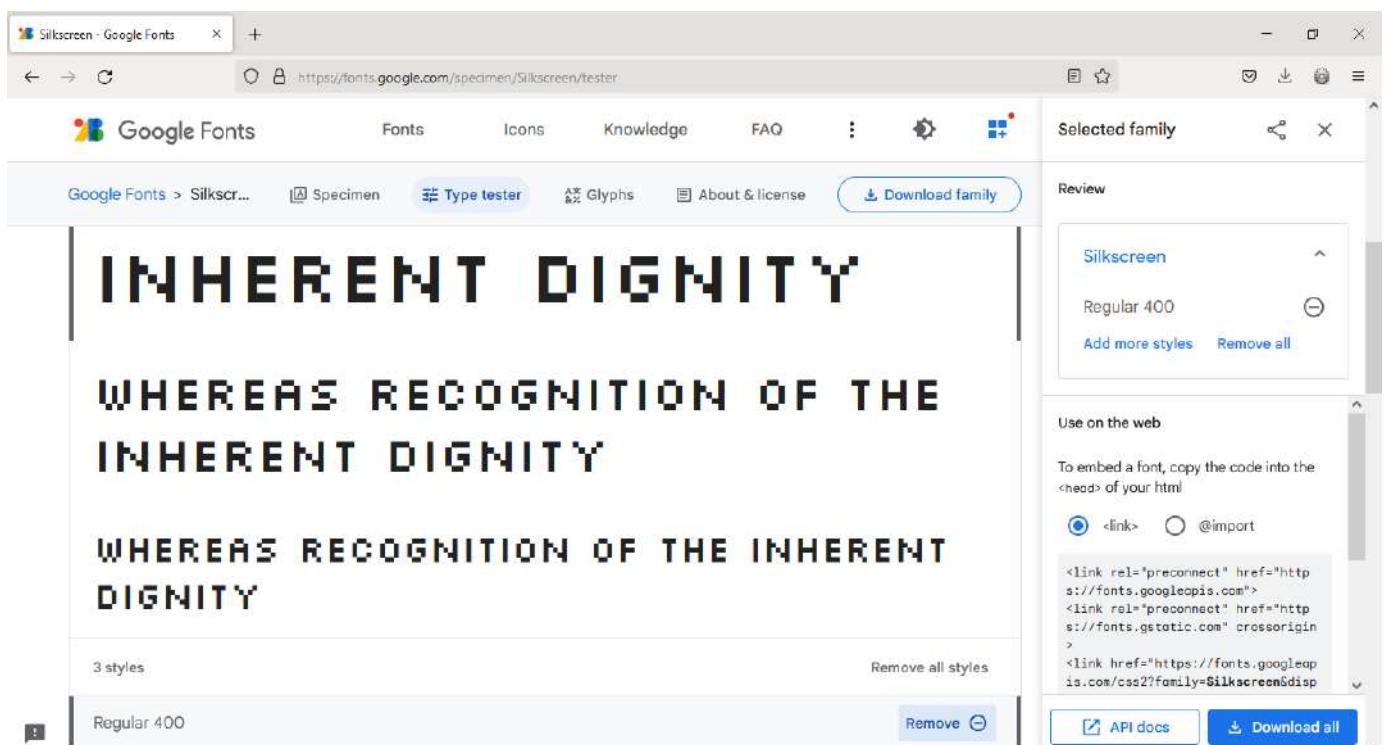 Silkscreen - Google Fonts
https://fonts.google.com/specimen/Silkscreen/tester
Google Fonts Fonts Icons Knowledge FAQ
Google Fonts > Silkscr... Specimen Type tester Glyphs About & license Download family
INHERENT DIGNITY
WHEREAS RECOGNITION OF THE
INHERENT DIGNITY
WHEREAS RECOGNITION OF THE INHERENT
DIGNITY
3 styles Remove all styles
Regular 400 Remove
Selected family
Review
Silkscreen
Regular 400
Add more styles Remove all
Use on the web
To embed a font, copy the code into the
<head> of your html
<link> @import
<link rel="preconnect" href="http
s://fonts.googleapis.com">
<link rel="preconnect" href="http
s://fonts.gstatic.com" crossorigin
>
<link href="https://fonts.googleap
is.com/css2?family=Silkscreen&disp
API docs Download all